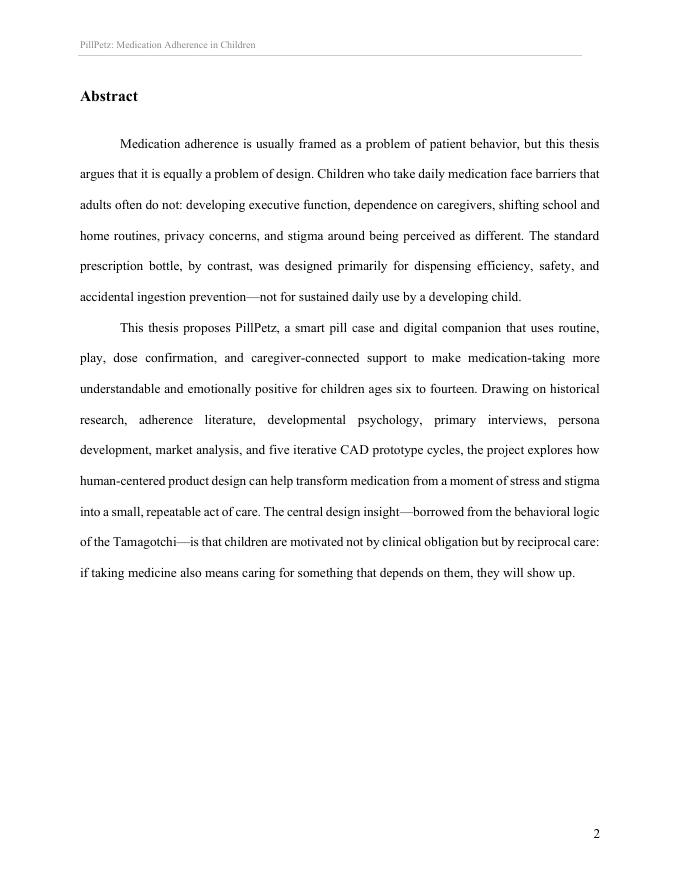 PillPetz: Medication Adherence in Children
Abstract
Medication adherence is usually framed as a problem of patient behavior, but this thesis
argues that it is equally a problem of design. Children who take daily medication face barriers that
adults often do not: developing executive function, dependence on caregivers, shifting school and
home routines, privacy concerns, and stigma around being perceived as different. The standard
prescription bottle, by contrast, was designed primarily for dispensing efficiency, safety, and
accidental ingestion prevention—not for sustained daily use by a developing child.
This thesis proposes PillPetz, a smart pill case and digital companion that uses routine,
play, dose confirmation, and caregiver-connected support to make medication-taking more
understandable and emotionally positive for children ages six to fourteen. Drawing on historical
research, adherence literature, developmental psychology, primary interviews, persona
development, market analysis, and five iterative CAD prototype cycles, the project explores how
human-centered product design can help transform medication from a moment of stress and stigma
into a small, repeatable act of care. The central design insight—borrowed from the behavioral logic
of the Tamagotchi—is that children are motivated not by clinical obligation but by reciprocal care:
if taking medicine also means caring for something that depends on them, they will show up.
2